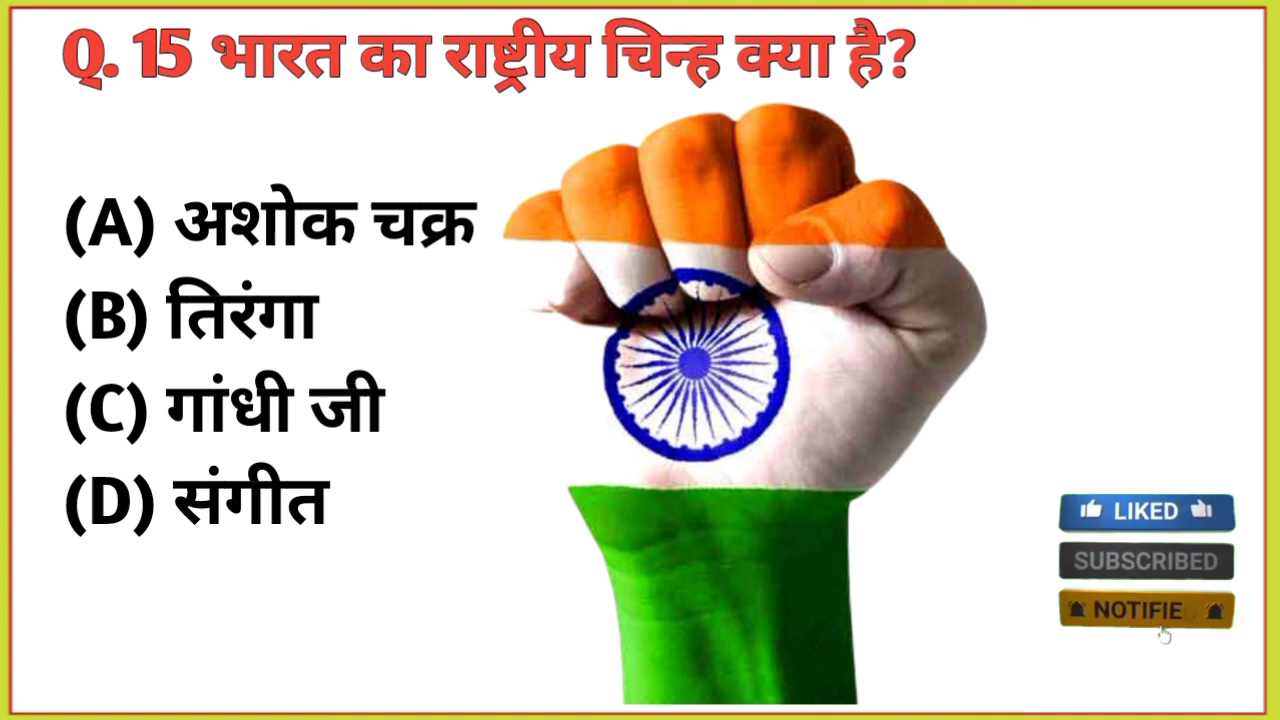 Q. 15 भारत का राष्ट्रीय चिन्ह क्या है?
(A) अशोक चक्र
(B) तिरंगा
(C) गांधी जी
(D) संगीत
LIKED
SUBSCRIBED
NOTIFIE